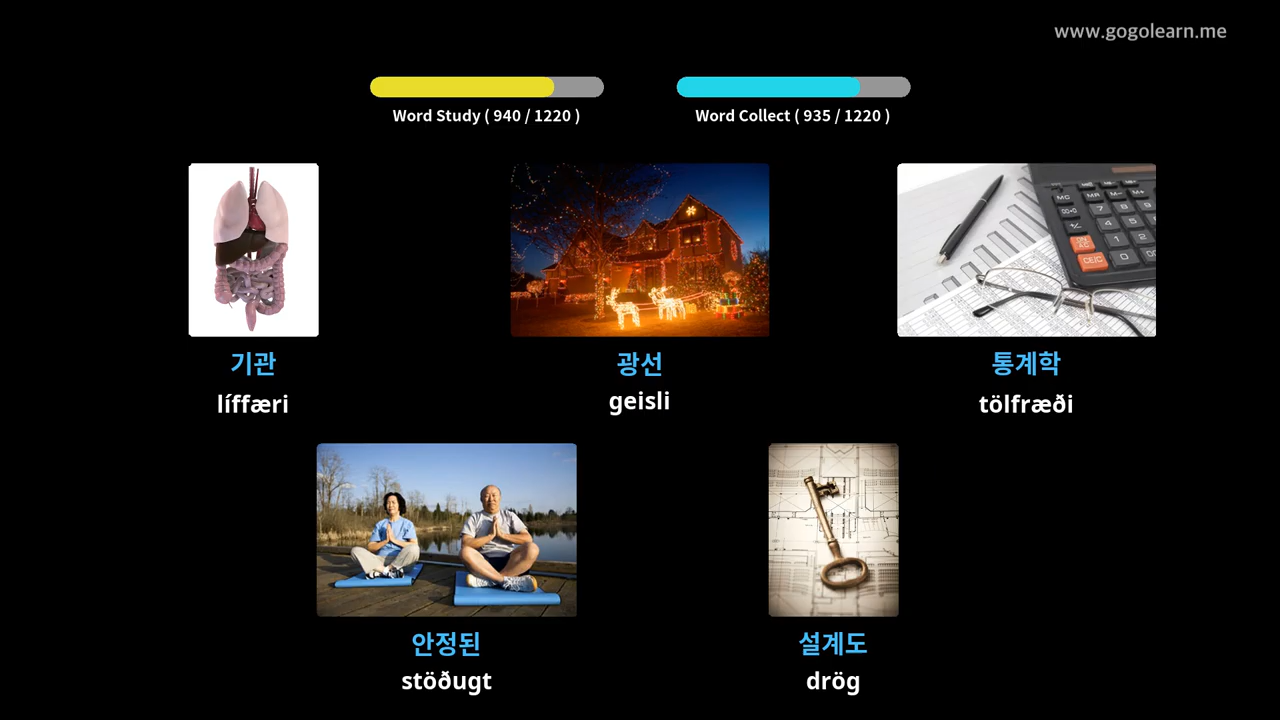 www.gogolearn.me
Word Study ( 940 / 1220 )
Word Collect ( 935 / 1220 )
기관
líffæri
광선
geisli
통계학
tölfræði
안정된
stöðugt
설계도
drög